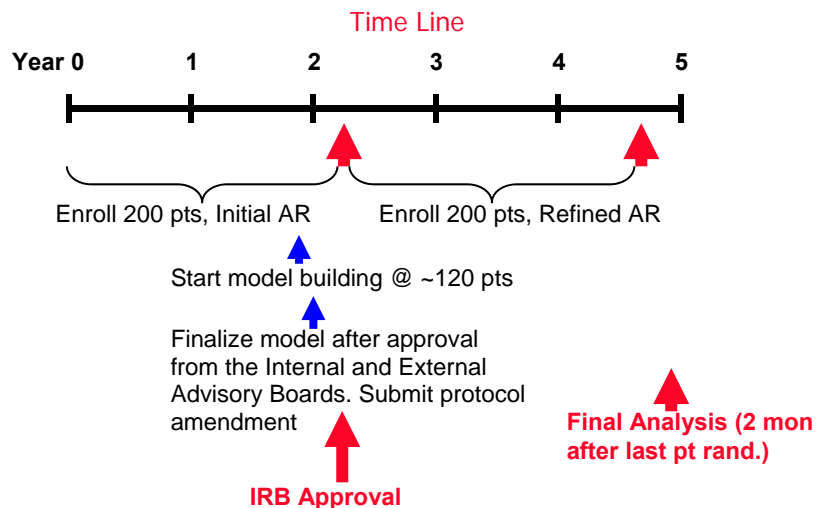 Time Line
Year 0 1 2 3 4 5
Enroll 200 pts, Initial AR Enroll 200 pts, Refined AR
Start model building @ ~120 pts
Finalize model after approval
from the Internal and External
Advisory Boards. Submit protocol
amendment
Final Analysis (2 mon
after last pt rand.)
IRB Approval